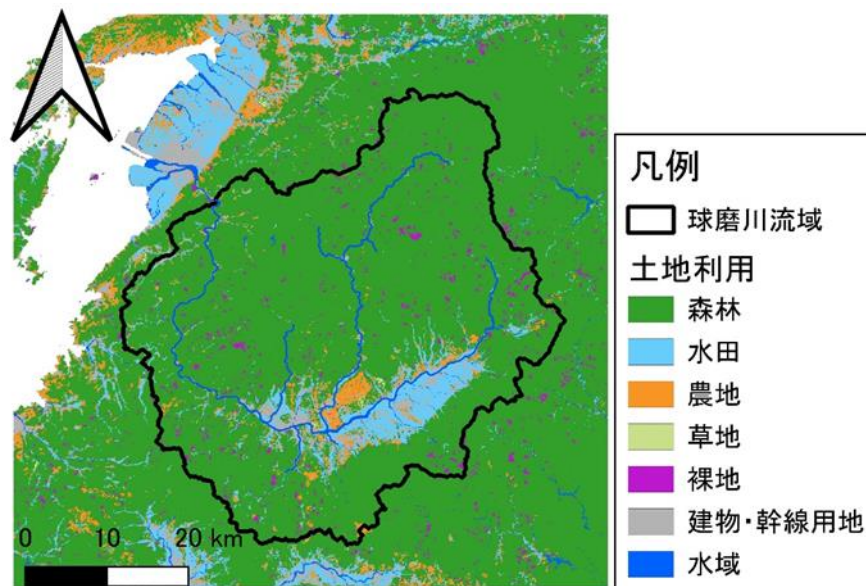 凡例
球磨川流域
土地利用
森林
水田
農地
草地
裸地
建物・幹線用地
水域
0 10 20 km